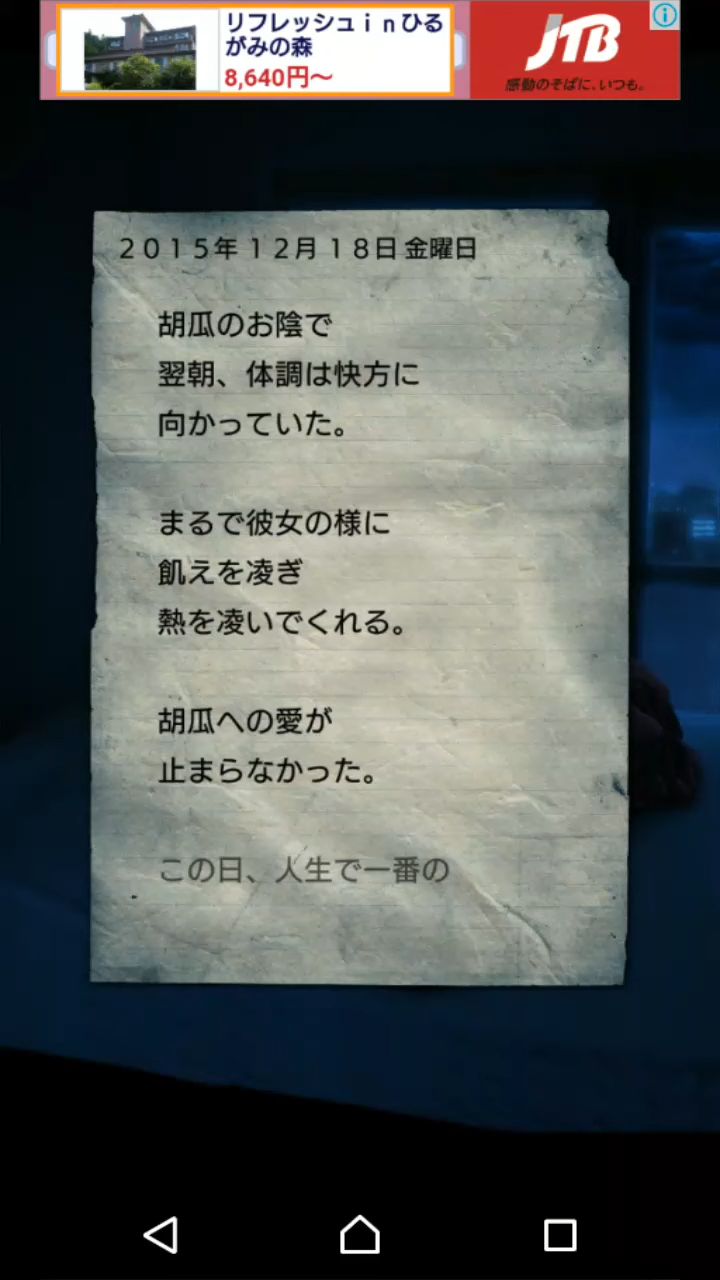 リフレッシュｉｎひる
がみの森
8,640円～
JTB
感動のそばに、いつも。
２０１５年１２月１８日金曜日
胡瓜のお陰で
翌朝、体調は快方に
向かっていた。
まるで彼女の様に
飢えを凌ぎ
熱を凌いでくれる。
胡瓜への愛が
止まらなかった。
この日、人生で一番の